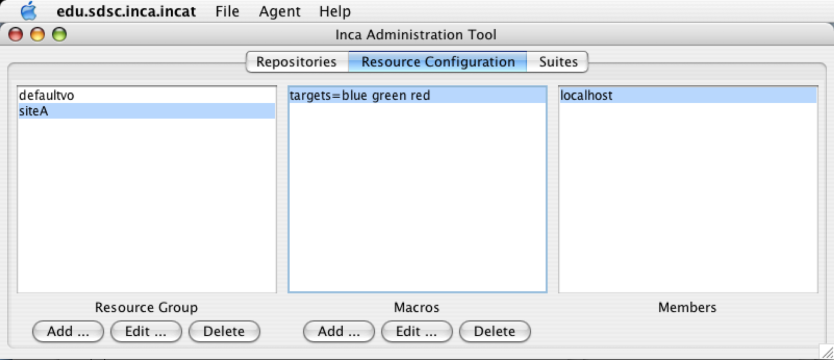 edu.sdsc.inca.incat File Agent Help
Inca Administration Tool
Repositories Resource Configuration Suites
defaultvo targets=blue green red localhost
siteA
Resource Group Macros Members
Add ... Edit ... Delete Add ... Edit ... Delete